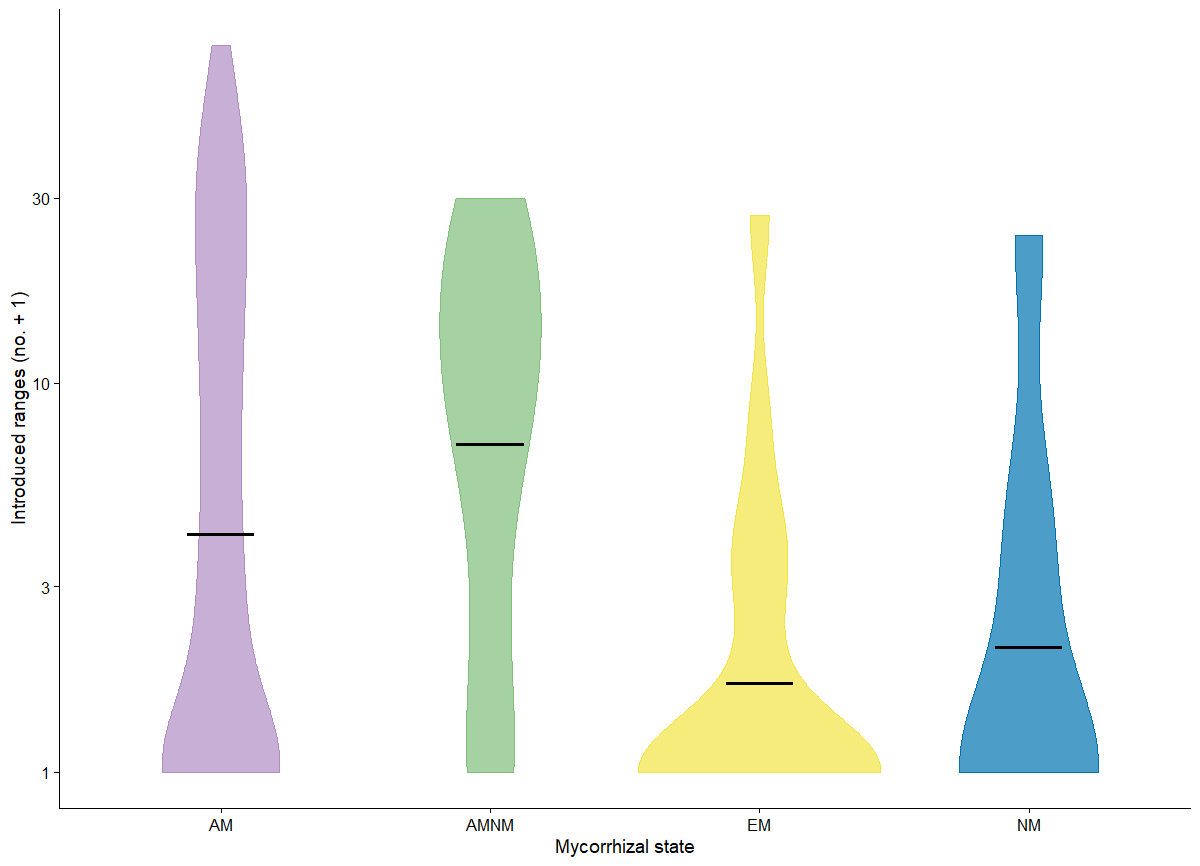 Introduced ranges (no. + 1)
30
10
3
1
AM AMNM EM NM
Mycorrhizal state